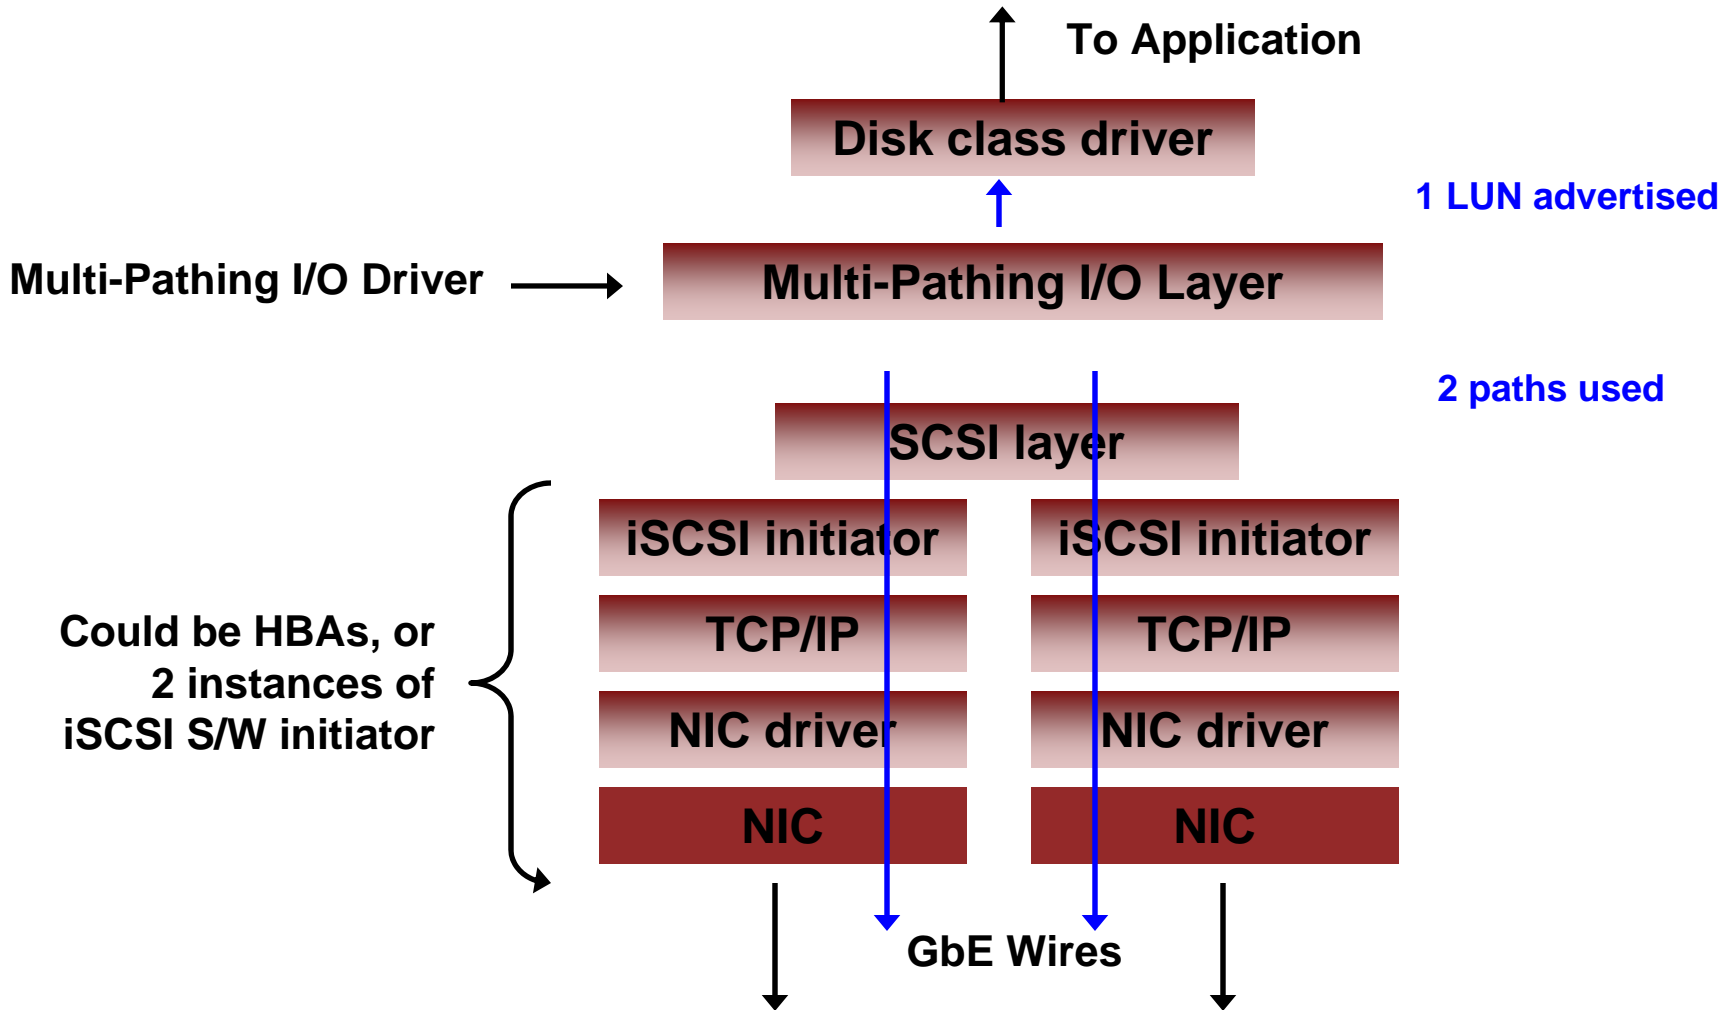 To Application
Disk class driver
1 LUN advertised
Multi-Pathing I/O Driver
Multi-Pathing I/O Layer
2 paths used
SCSI layer
iSCSI initiator
iSCSI initiator
Could be HBAs, or
2 instances of
iSCSI S/W initiator
TCP/IP
TCP/IP
NIC driver
NIC driver
NIC
NIC
GbE Wires